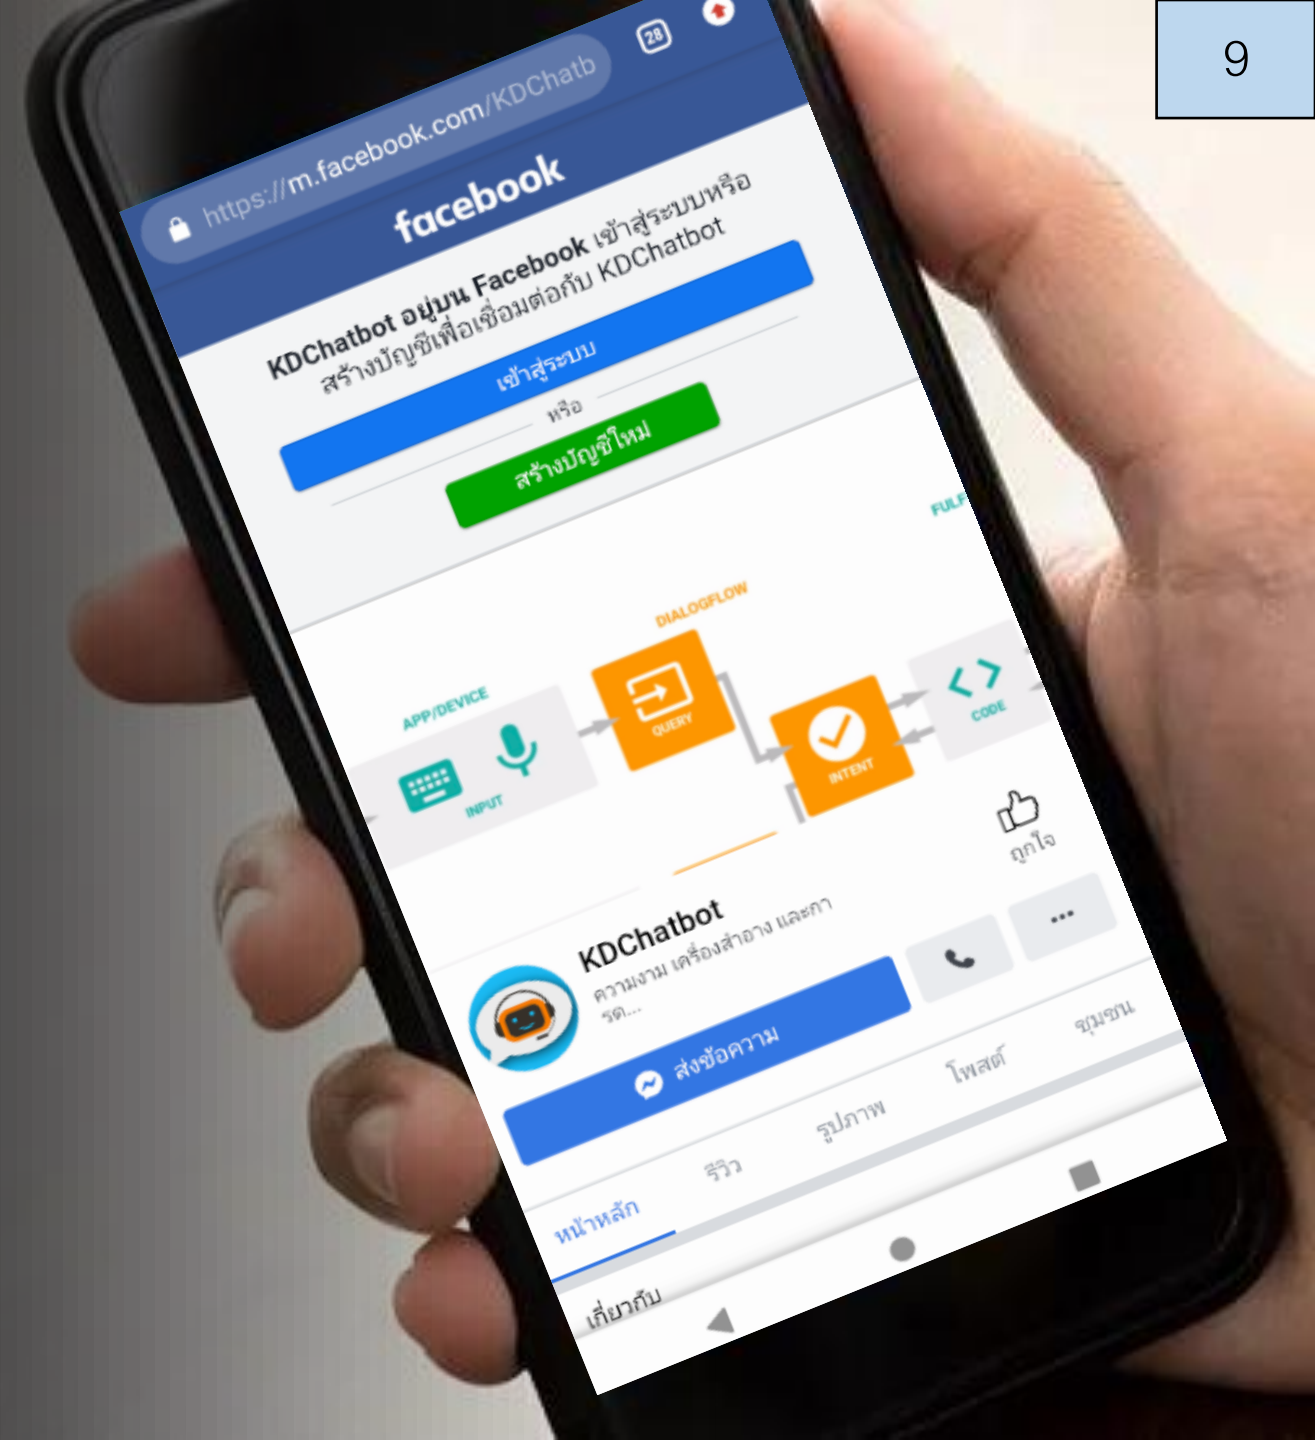 9
28
https://m.facebook.com/KDChatb
facebook
KDChatbot อยู่บน Facebook เข้าสู่ระบบหรือ
สร้างบัญชีเพื่อเชื่อมต่อกับ KDChatbot
เข้าสู่ระบบ
หรือ
สร้างบัญชีใหม่
FULF
DIALOGFLOW
APP/DEVICE
QUERY
CODE
INTENT
INPUT
ถูกใจ
KDChatbot
ความงาม เครื่องสำอาง และกา
รด...
ส่งข้อความ
หน้าหลัก รีวิว รูปภาพ โพสต์ ชุมชน
เกี่ยวกับ